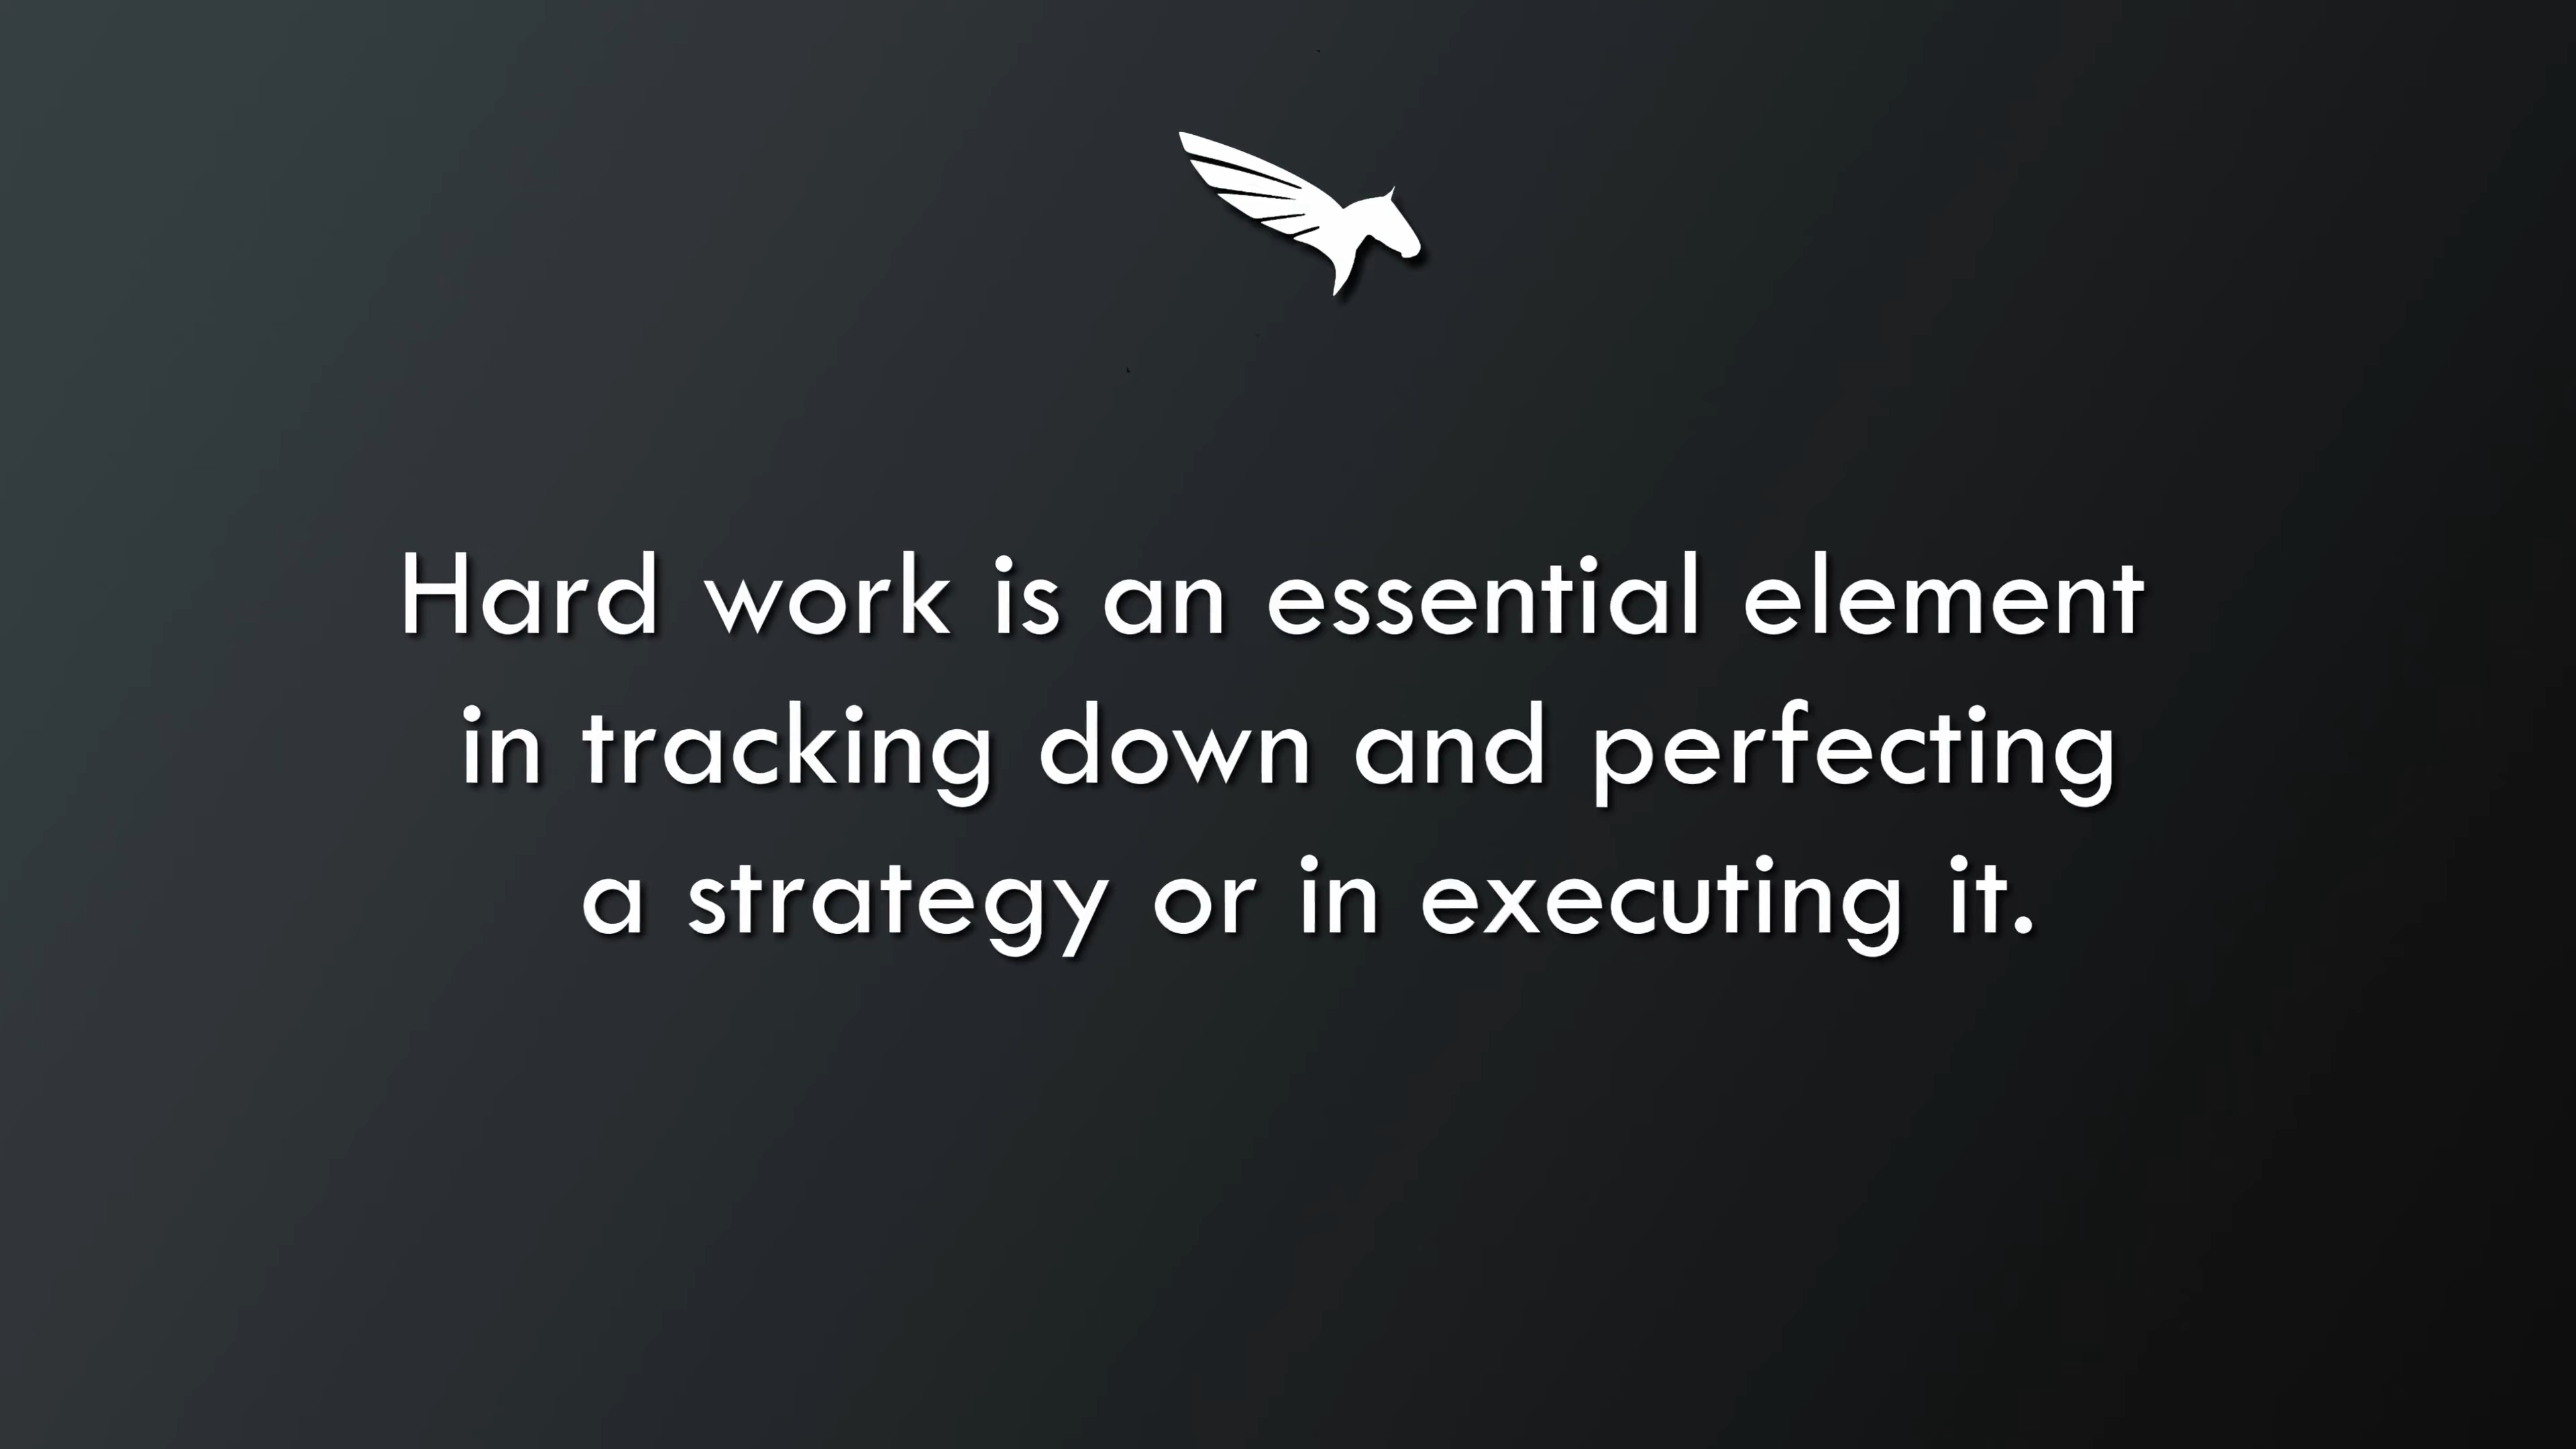 Hard work is an essential element
in tracking down and perfecting
a strategy or in executing it.